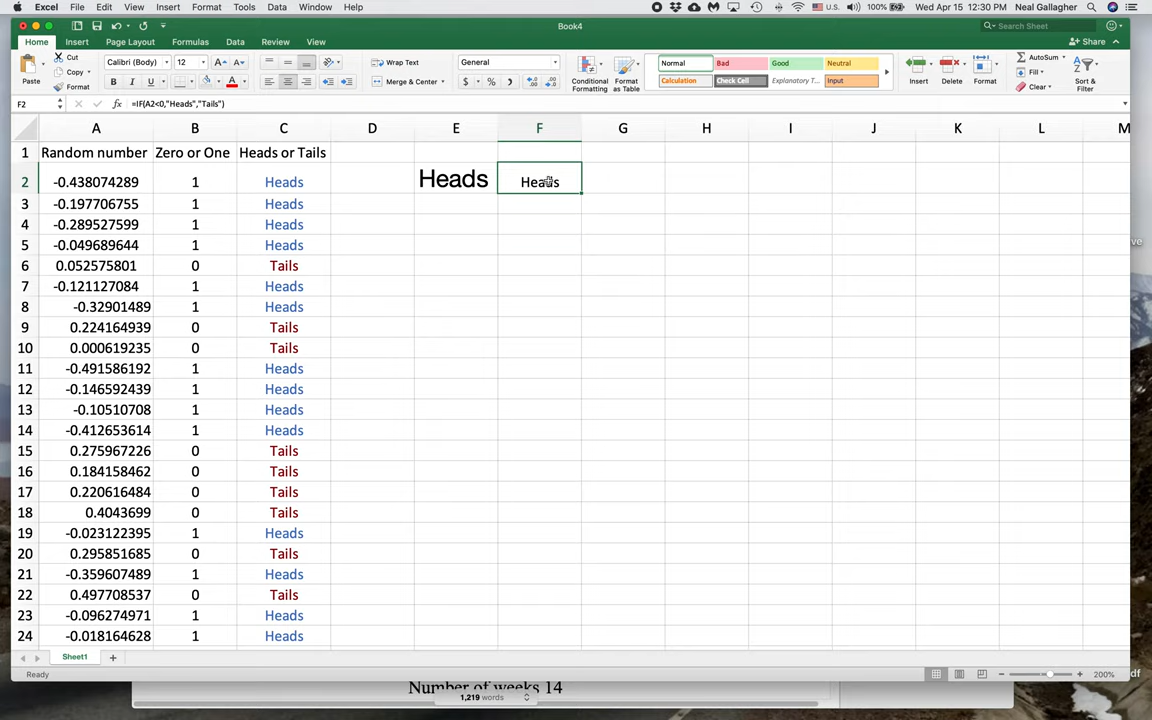 Excel File Edit View Insert Format Tools Data Window Help U.S. 100% Wed Apr 15 12:30 PM Neal Gallagher
Book4 Search Sheet
Home Insert Page Layout Formulas Data Review View Share
Paste Cut Copy Format Calibri (Body) 12 A A Wrap Text General Conditional Formatting Format as Table Normal Bad Good Neutral Insert Delete Format AutoSum Sort & Filter
B I U A Merge & Center $ % Calculation Check Cell Explanatory T... Input Fill Clear
F2 fx =IF(A2<0,"Heads","Tails")
A B C D E F G H I J K L M
1 Random number Zero or One Heads or Tails
2 -0.438074289 1 Heads Heads Heads
3 -0.197706755 1 Heads
4 -0.289527599 1 Heads
5 -0.049689644 1 Heads
6 0.052575801 0 Tails
7 -0.121127084 1 Heads
8 -0.32901489 1 Heads
9 0.224164939 0 Tails
10 0.000619235 0 Tails
11 -0.491586192 1 Heads
12 -0.146592439 1 Heads
13 -0.10510708 1 Heads
14 -0.412653614 1 Heads
15 0.275967226 0 Tails
16 0.184158462 0 Tails
17 0.220616484 0 Tails
18 0.4043699 0 Tails
19 -0.023122395 1 Heads
20 0.295851685 0 Tails
21 -0.359607489 1 Heads
22 0.497708537 0 Tails
23 -0.096274971 1 Heads
24 -0.018164628 1 Heads
Sheet1 +
Ready 200%
Number of weeks 14
1,219 words